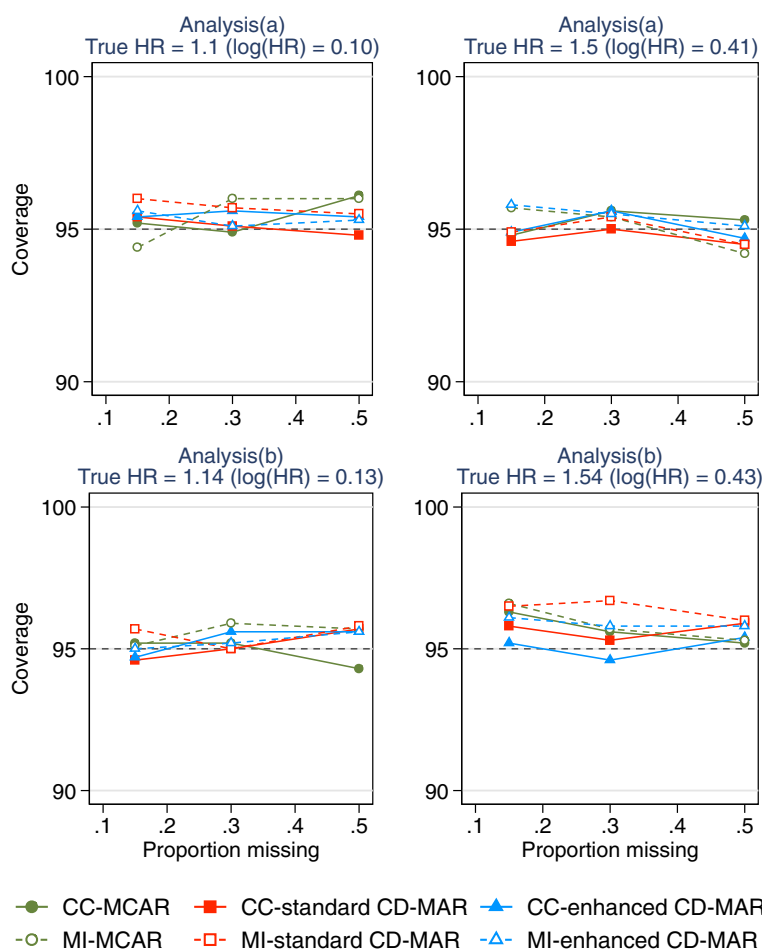 Analysis(a)
True HR = 1.1 (log(HR) = 0.10)
Analysis(a)
True HR = 1.5 (log(HR) = 0.41)
100
95
90
Coverage
.1 .2 .3 .4 .5
100
95
90
.1 .2 .3 .4 .5
Analysis(b)
True HR = 1.14 (log(HR) = 0.13)
Analysis(b)
True HR = 1.54 (log(HR) = 0.43)
100
95
90
Coverage
.1 .2 .3 .4 .5
Proportion missing
100
95
90
.1 .2 .3 .4 .5
Proportion missing
CC-MCAR CC-standard CD-MAR CC-enhanced CD-MAR
MI-MCAR MI-standard CD-MAR MI-enhanced CD-MAR